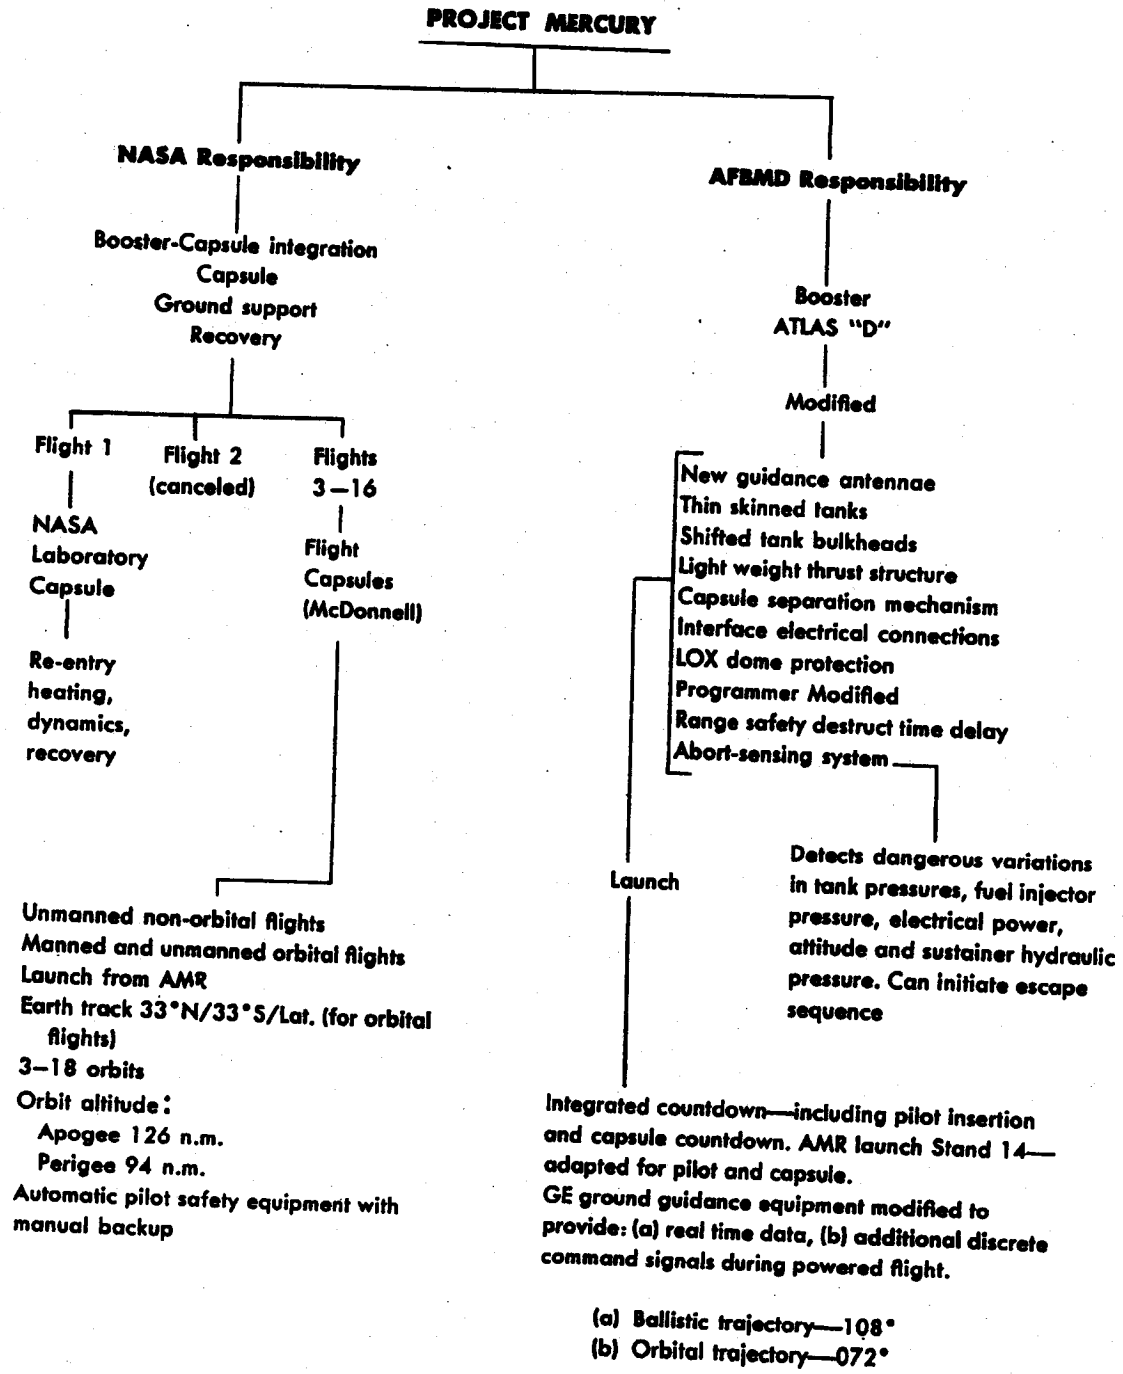 PROJECT MERCURY
NASA Responsibility
Booster-Capsule integration
Capsule
Ground support
Recovery
Flight 1
NASA
Laboratory
Capsule
Re-entry
heating,
dynamics,
recovery
Flight 2
(canceled)
Flights
3–16
Flight
Capsules
(McDonnell)
Unmanned non-orbital flights
Manned and unmanned orbital flights
Launch from AMR
Earth track 33°N/33°S/Lat. (for orbital
flights)
3–18 orbits
Orbit altitude:
Apogee 126 n.m.
Perigee 94 n.m.
Automatic pilot safety equipment with
manual backup
AFBMD Responsibility
Booster
ATLAS "D"
Modified
New guidance antennae
Thin skinned tanks
Shifted tank bulkheads
Light weight thrust structure
Capsule separation mechanism
Interface electrical connections
LOX dome protection
Programmer Modified
Range safety destruct time delay
Abort-sensing system
Detects dangerous variations
in tank pressures, fuel injector
pressure, electrical power,
attitude and sustainer hydraulic
pressure. Can initiate escape
sequence
Launch
Integrated countdown—including pilot insertion
and capsule countdown. AMR launch Stand 14—
adapted for pilot and capsule.
GE ground guidance equipment modified to
provide: (a) real time data, (b) additional discrete
command signals during powered flight.
(a) Ballistic trajectory—108°
(b) Orbital trajectory—072°